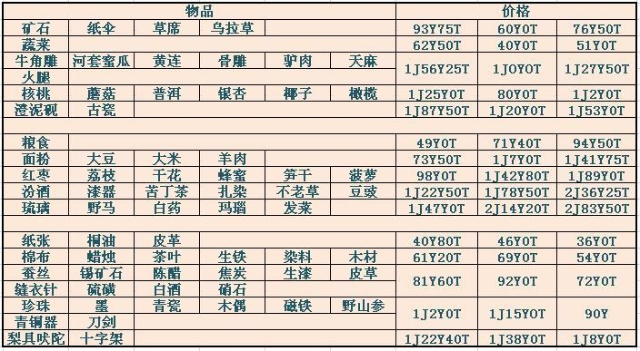 物品 价格
矿石 纸伞 草席 乌拉草 93Y75T 60Y0T 76Y50T
蔬菜 62Y50T 40Y0T 51Y0T
牛角雕 河套蜜瓜 黄连 骨雕 驴肉 天麻 1J56Y25T 1J0Y0T 1J27Y50T
火腿
核桃 蘑菇 普洱 银杏 椰子 橄榄 1J25Y0T 80Y0T 1J2Y0T
澄泥砚 古瓷 1J87Y50T 1J20Y0T 1J53Y0T
粮食 49Y0T 71Y40T 94Y50T
面粉 大豆 大米 羊肉 73Y50T 1J7Y0T 1J41Y75T
红枣 荔枝 干花 蜂蜜 笋干 菠萝 98Y0T 1J42Y80T 1J89Y0T
汾酒 漆器 苦丁茶 扎染 不老草 豆豉 1J22Y50T 1J78Y50T 2J36Y25T
琉璃 野马 白药 玛瑙 发菜 1J47Y0T 2J14Y20T 2J83Y50T
纸张 桐油 皮革 40Y80T 46Y0T 36Y0T
棉布 蜡烛 茶叶 生铁 染料 木材 61Y20T 69Y0T 54Y0T
蚕丝 锡矿石 陈醋 焦炭 生漆 皮草 81Y60T 92Y0T 72Y0T
缝衣针 硫磺 白酒 硝石
珍珠 墨 青瓷 木偶 磁铁 野山参 1J2Y0T 1J15Y0T 90Y
青铜器 刀剑
梨具吠陀 十字架 1J22Y40T 1J38Y0T 1J8Y0T